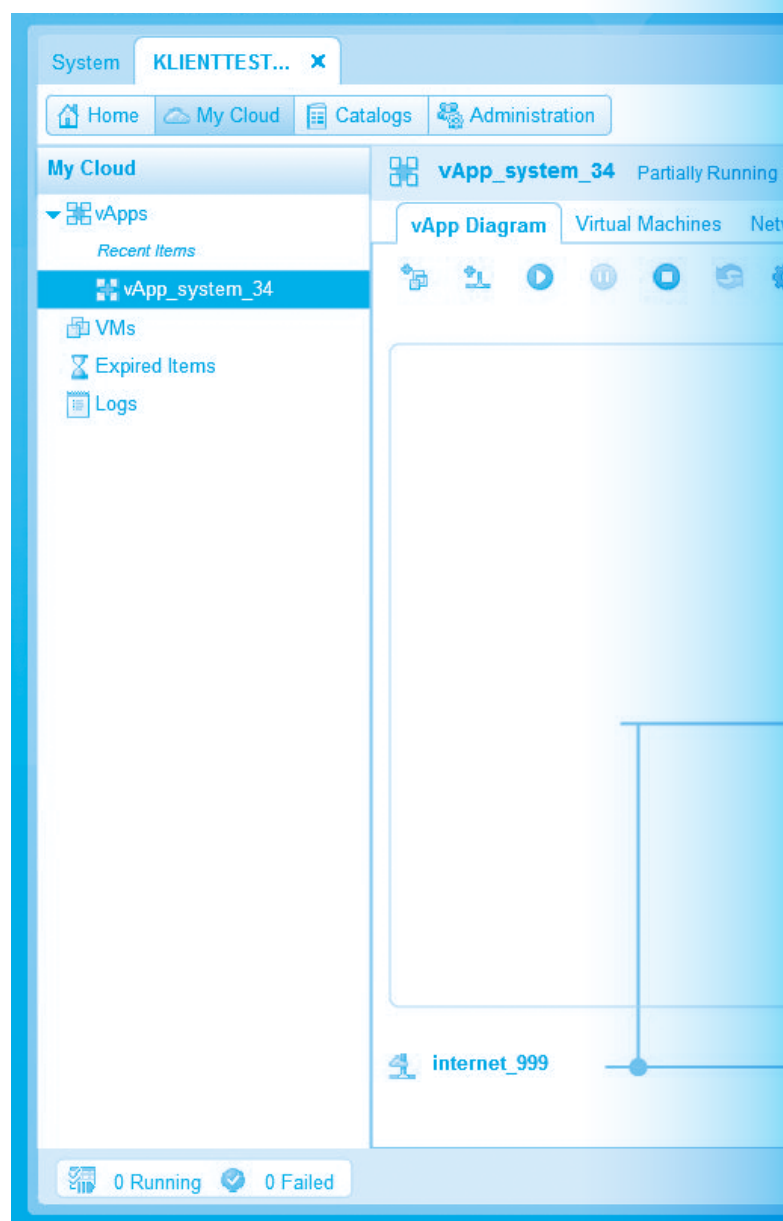 System KLIENTTEST...
Home My Cloud Catalogs Administration
My Cloud
vApp_system_34 Partially Running
vApps
vApp Diagram Virtual Machines Netw
Recent Items
vApp_system_34
VMs
Expired Items
Logs
internet_999
0 Running 0 Failed